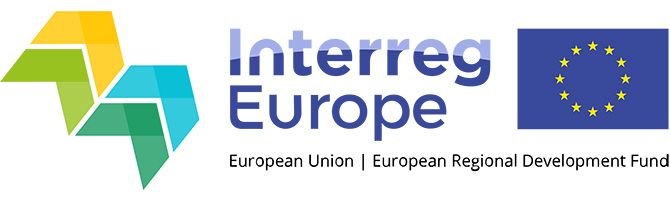 Interreg
Europe
European Union | European Regional Development Fund